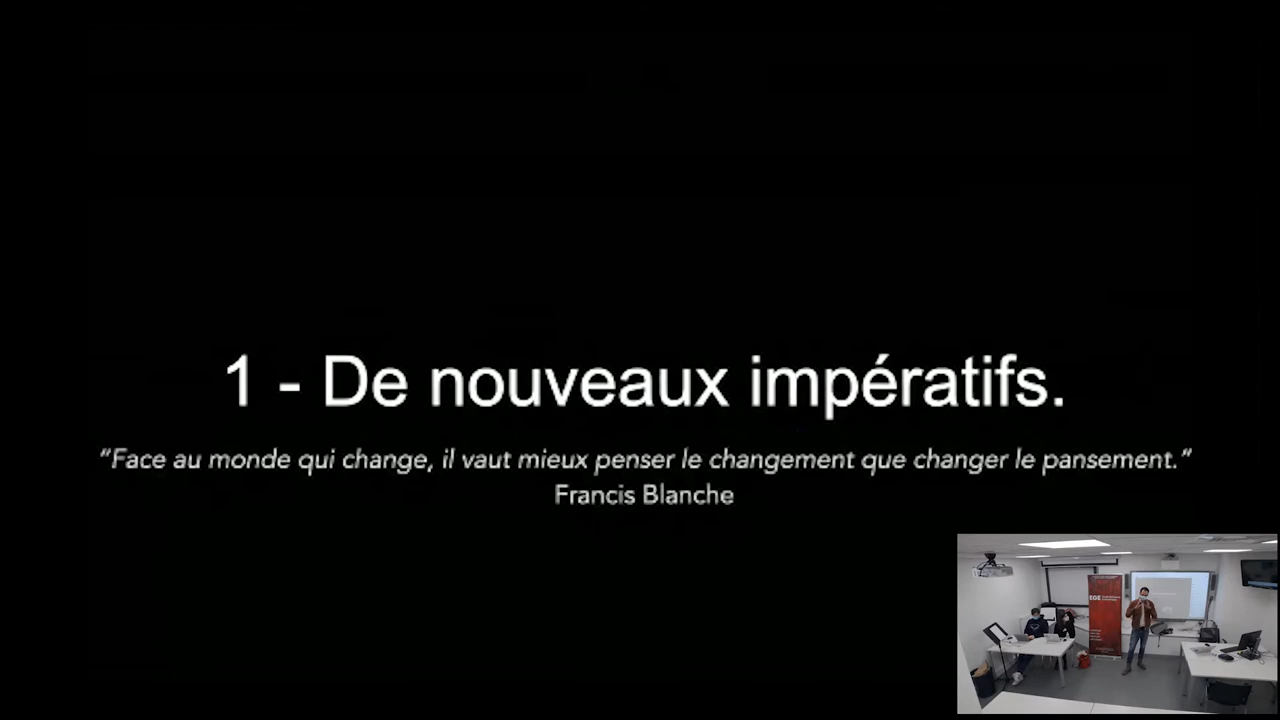 1 - De nouveaux impératifs.
“Face au monde qui change, il vaut mieux penser le changement que changer le pansement.”
Francis Blanche
EGE